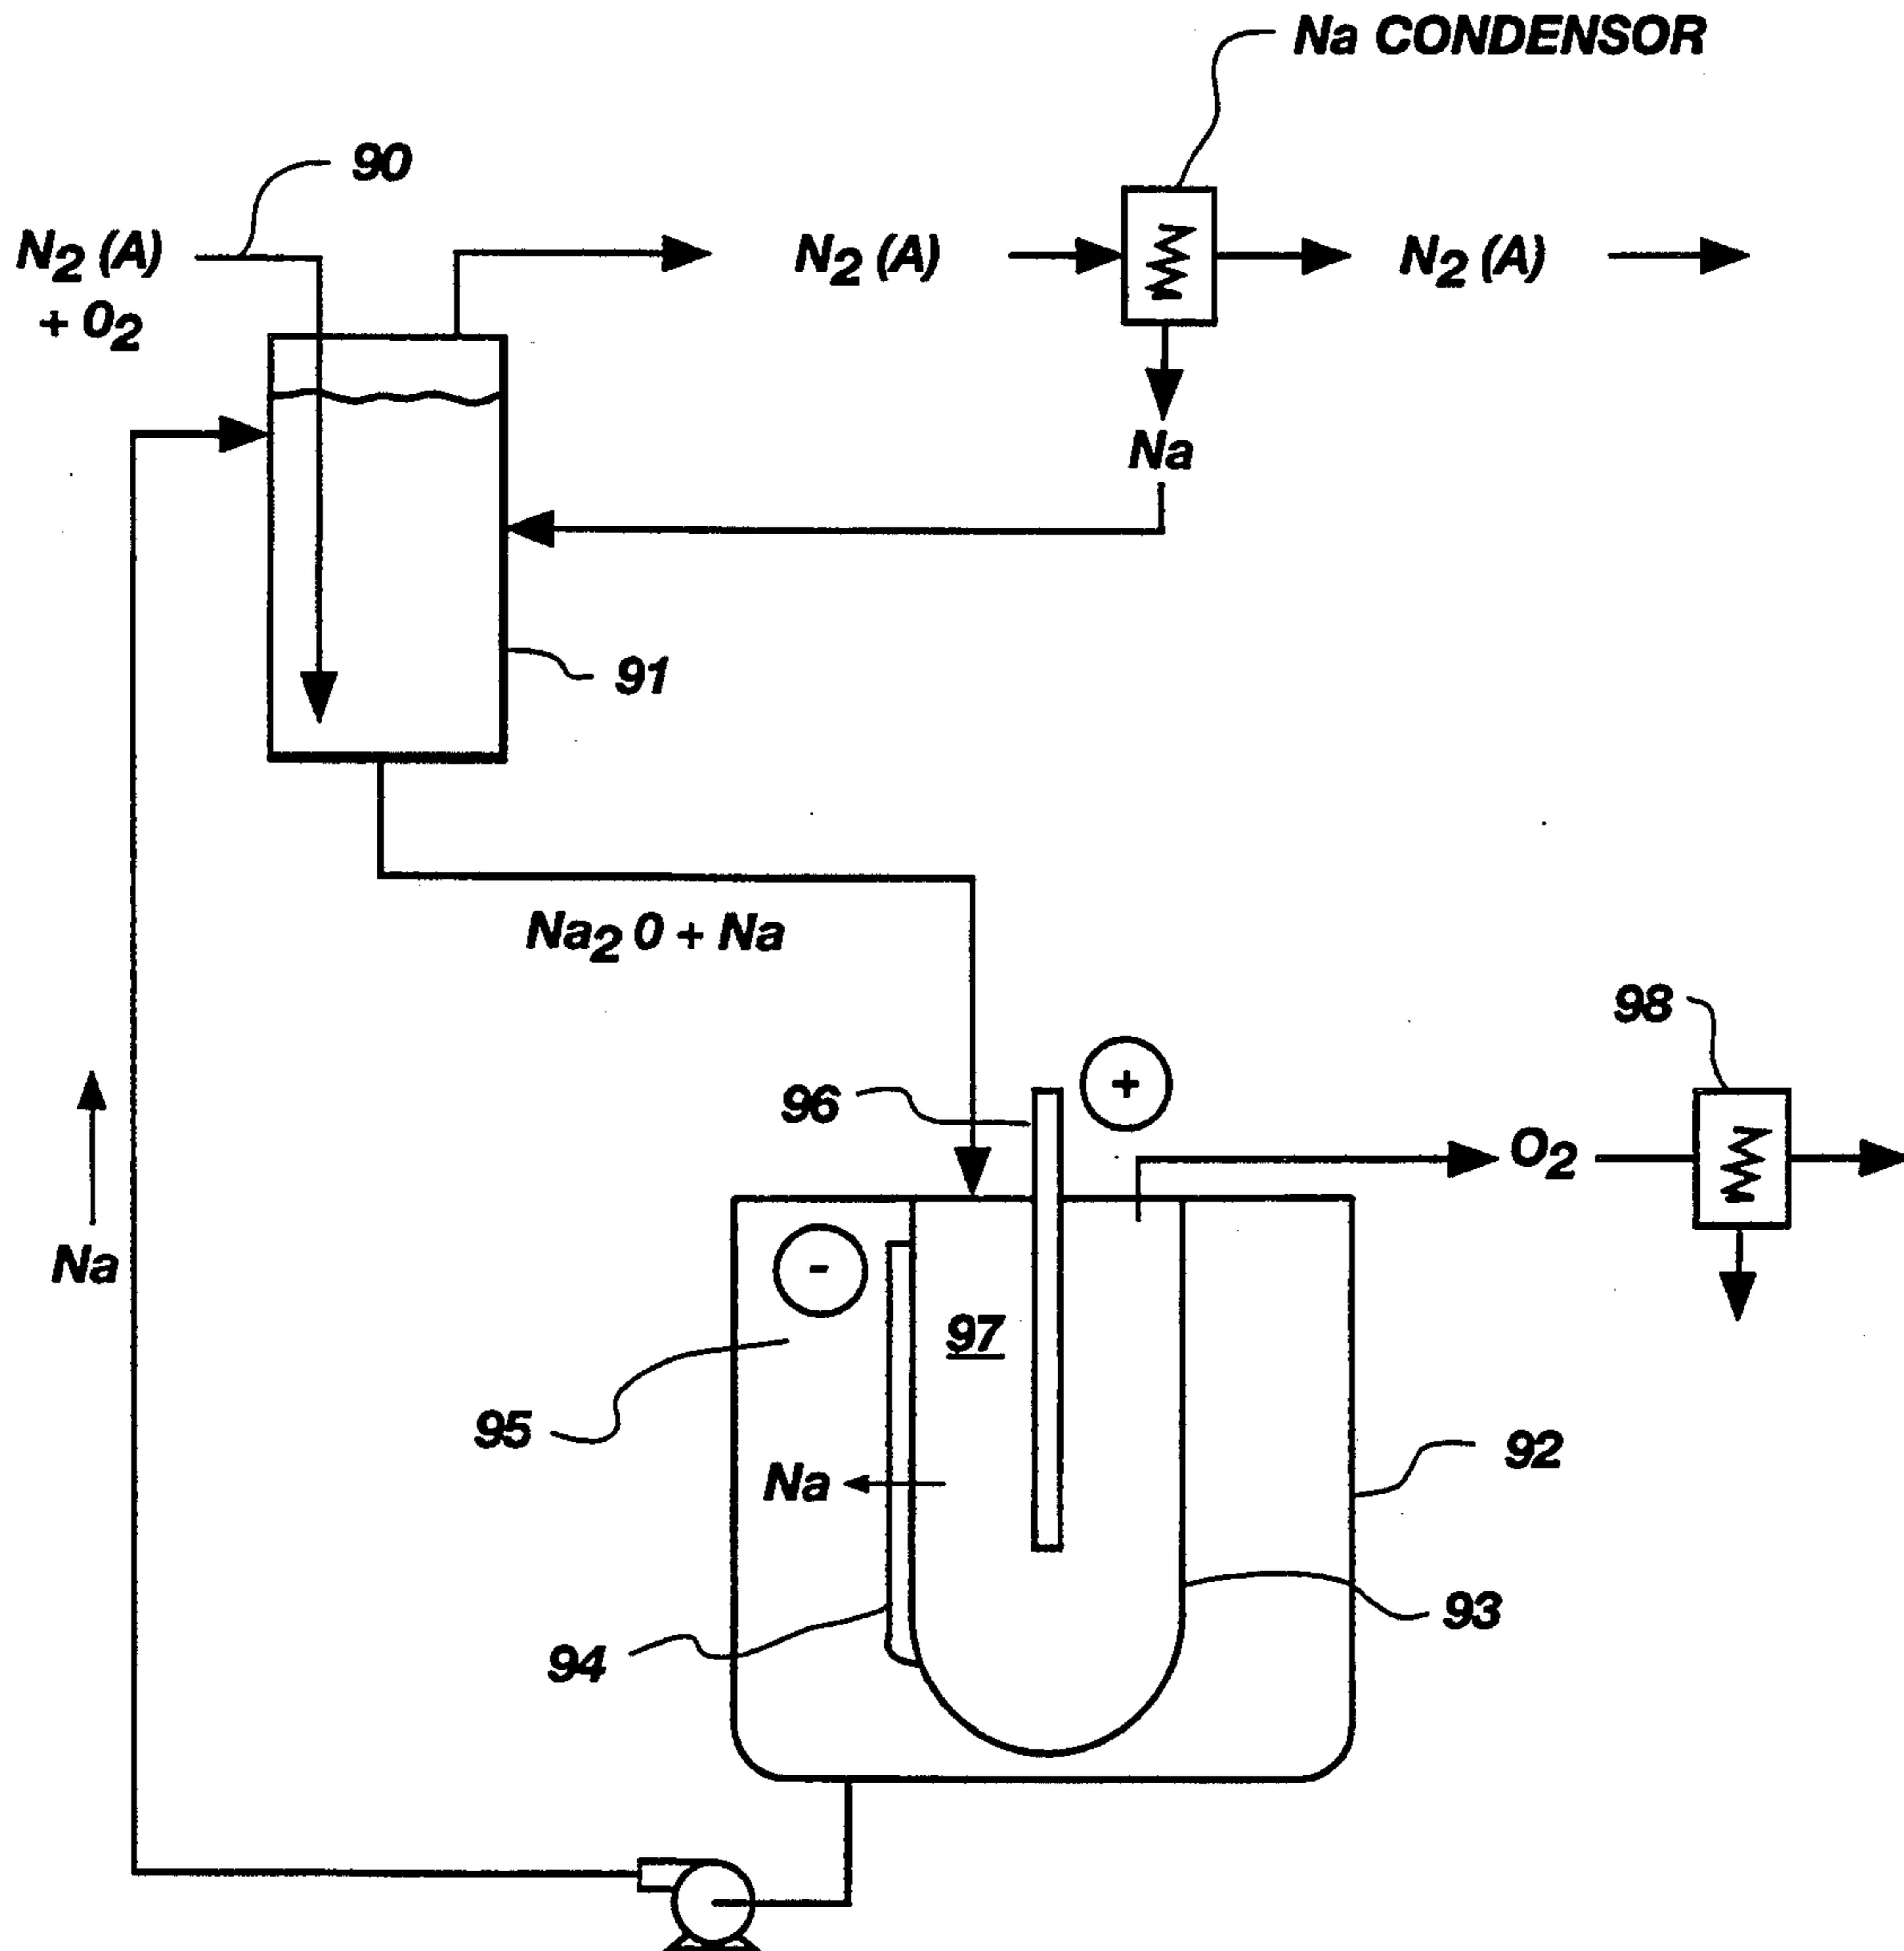 Na CONDENSOR
90
N2 (A)
+ O2
N2 (A)
N2 (A)
Na
91
Na2 O + Na
98
96
+
O2
Na
-
97
95
92
Na
93
94